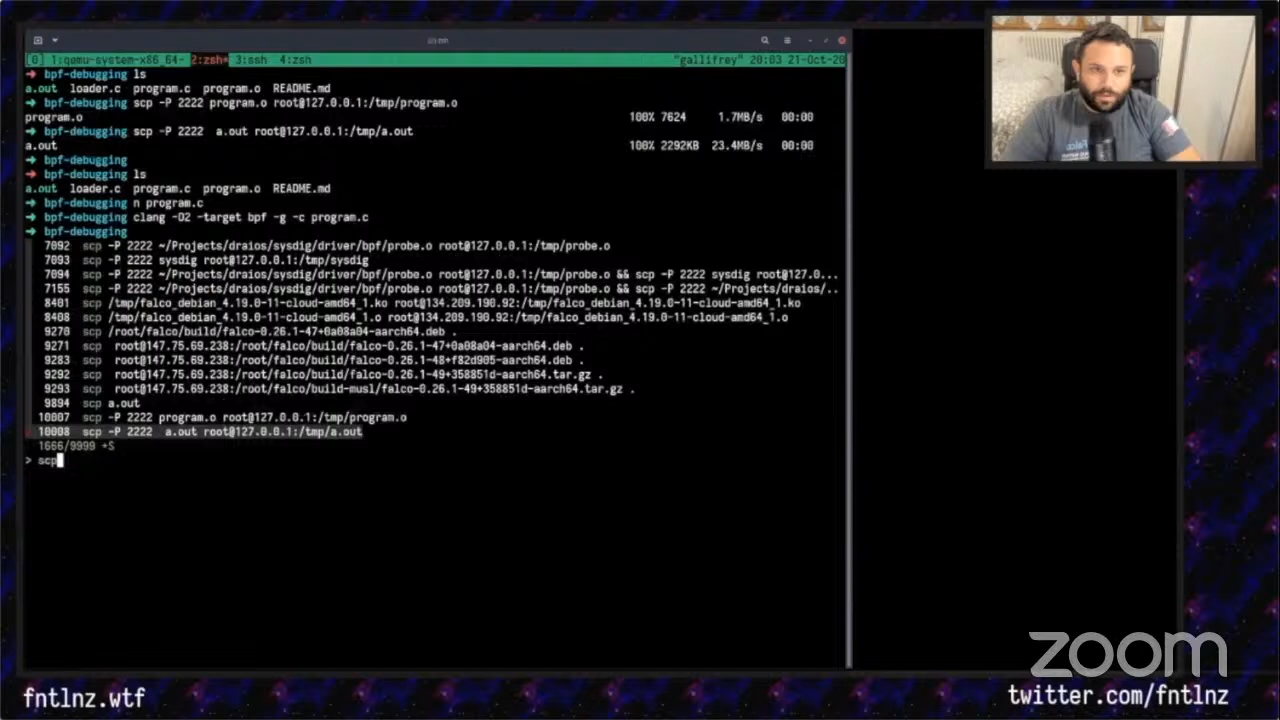 [0] 1:qemu-system-x86_64- 2:zsh* 3:ssh 4:zsh "gallifrey" 20:03 21-Oct-20
→ bpf-debugging ls
a.out loader.c program.c program.o README.md
→ bpf-debugging scp -P 2222 program.o root@127.0.0.1:/tmp/program.o
program.o 100% 7624 1.7MB/s 00:00
→ bpf-debugging scp -P 2222 a.out root@127.0.0.1:/tmp/a.out
a.out 100% 2292KB 23.4MB/s 00:00
→ bpf-debugging
→ bpf-debugging ls
a.out loader.c program.c program.o README.md
→ bpf-debugging n program.c
→ bpf-debugging clang -O2 -target bpf -g -c program.c
→ bpf-debugging
7092 scp -P 2222 ~/Projects/draios/sysdig/driver/bpf/probe.o root@127.0.0.1:/tmp/probe.o
7093 scp -P 2222 sysdig root@127.0.0.1:/tmp/sysdig
7094 scp -P 2222 ~/Projects/draios/sysdig/driver/bpf/probe.o root@127.0.0.1:/tmp/probe.o && scp -P 2222 sysdig root@127.0...
7155 scp -P 2222 ~/Projects/draios/sysdig/driver/bpf/probe.o root@127.0.0.1:/tmp/probe.o && scp -P 2222 ~/Projects/draios/..
8401 scp /tmp/falco_debian_4.19.0-11-cloud-amd64_1.ko root@134.209.190.92:/tmp/falco_debian_4.19.0-11-cloud-amd64_1.ko
8408 scp /tmp/falco_debian_4.19.0-11-cloud-amd64_1.o root@134.209.190.92:/tmp/falco_debian_4.19.0-11-cloud-amd64_1.o
9270 scp /root/falco/build/falco-0.26.1-47+0a08a04-aarch64.deb .
9271 scp root@147.75.69.238:/root/falco/build/falco-0.26.1-47+0a08a04-aarch64.deb .
9283 scp root@147.75.69.238:/root/falco/build/falco-0.26.1-48+f82d905-aarch64.deb .
9292 scp root@147.75.69.238:/root/falco/build/falco-0.26.1-49+358851d-aarch64.tar.gz .
9293 scp root@147.75.69.238:/root/falco/build-musl/falco-0.26.1-49+358851d-aarch64.tar.gz .
9894 scp a.out
10007 scp -P 2222 program.o root@127.0.0.1:/tmp/program.o
10008 scp -P 2222 a.out root@127.0.0.1:/tmp/a.out
1666/9999 +S
> scp
Falco
zoom
fntlnz.wtf
twitter.com/fntlnz